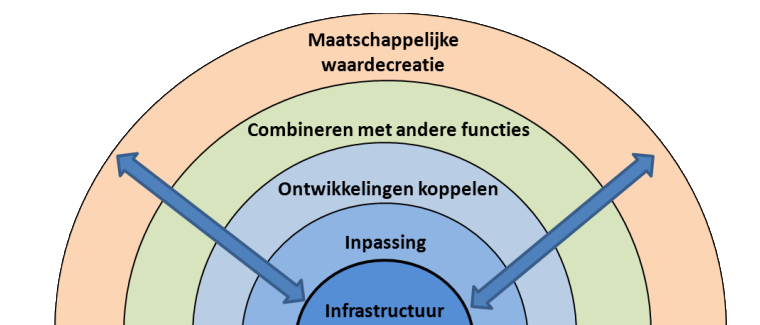 Maatschappelijke
waardecreatie
Combineren met andere functies
Ontwikkelingen koppelen
Inpassing
Infrastructuur